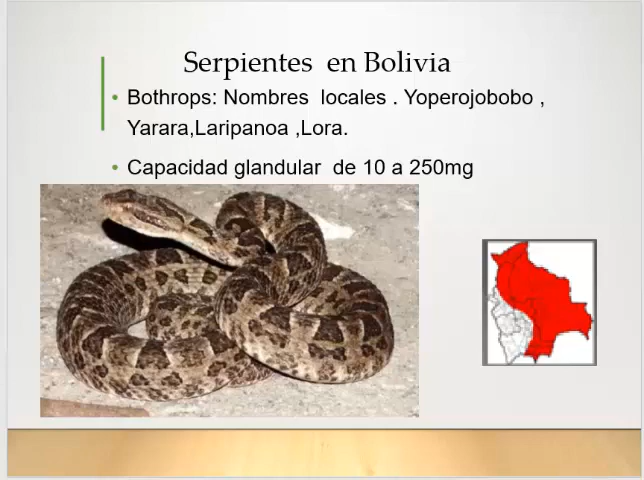 Serpientes en Bolivia
Bothrops: Nombres locales . Yoperojobobo ,
Yarara,Laripanoa ,Lora.
Capacidad glandular de 10 a 250mg